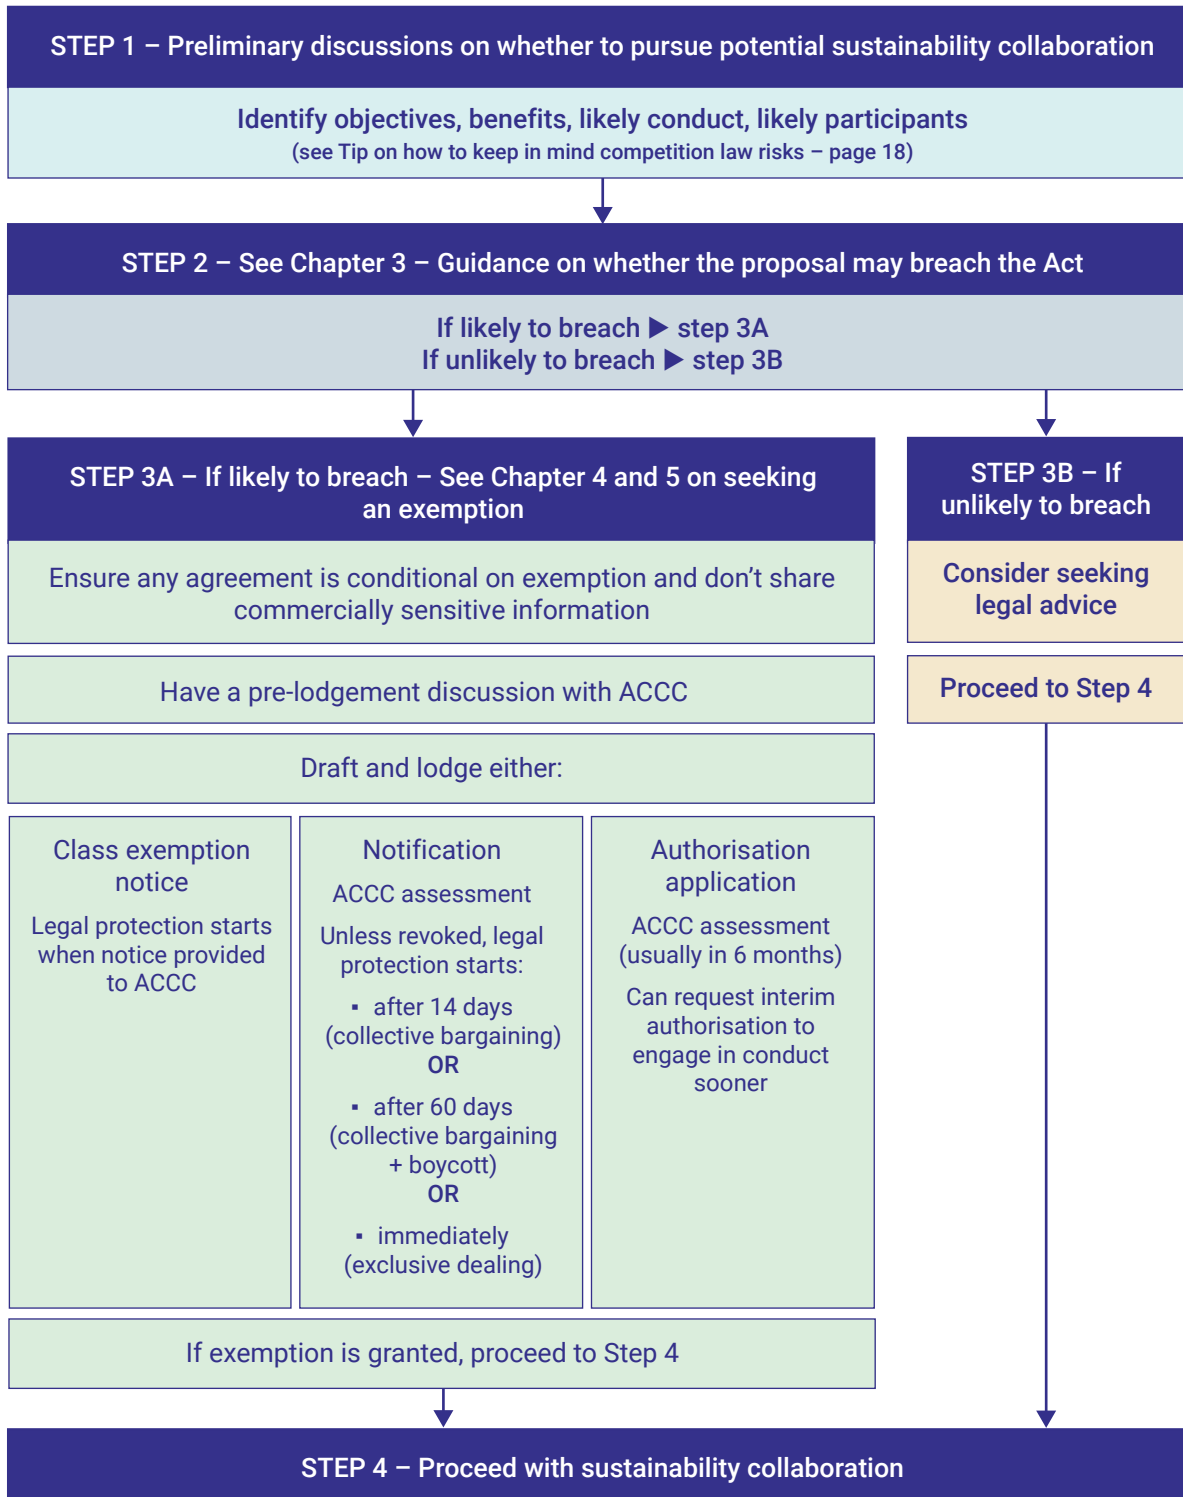 STEP 1 – Preliminary discussions on whether to pursue potential sustainability collaboration
Identify objectives, benefits, likely conduct, likely participants
(see Tip on how to keep in mind competition law risks – page 18)
STEP 2 – See Chapter 3 – Guidance on whether the proposal may breach the Act
If likely to breach ▶ step 3A
If unlikely to breach ▶ step 3B
STEP 3A – If likely to breach – See Chapter 4 and 5 on seeking
an exemption
Ensure any agreement is conditional on exemption and don’t share
commercially sensitive information
Have a pre-lodgement discussion with ACCC
Draft and lodge either:
Class exemption
notice
Legal protection starts
when notice provided
to ACCC
Notification
ACCC assessment
Unless revoked, legal
protection starts:
▪ after 14 days
(collective bargaining)
OR
▪ after 60 days
(collective bargaining
+ boycott)
OR
▪ immediately
(exclusive dealing)
Authorisation
application
ACCC assessment
(usually in 6 months)
Can request interim
authorisation to
engage in conduct
sooner
If exemption is granted, proceed to Step 4
STEP 3B – If
unlikely to breach
Consider seeking
legal advice
Proceed to Step 4
STEP 4 – Proceed with sustainability collaboration